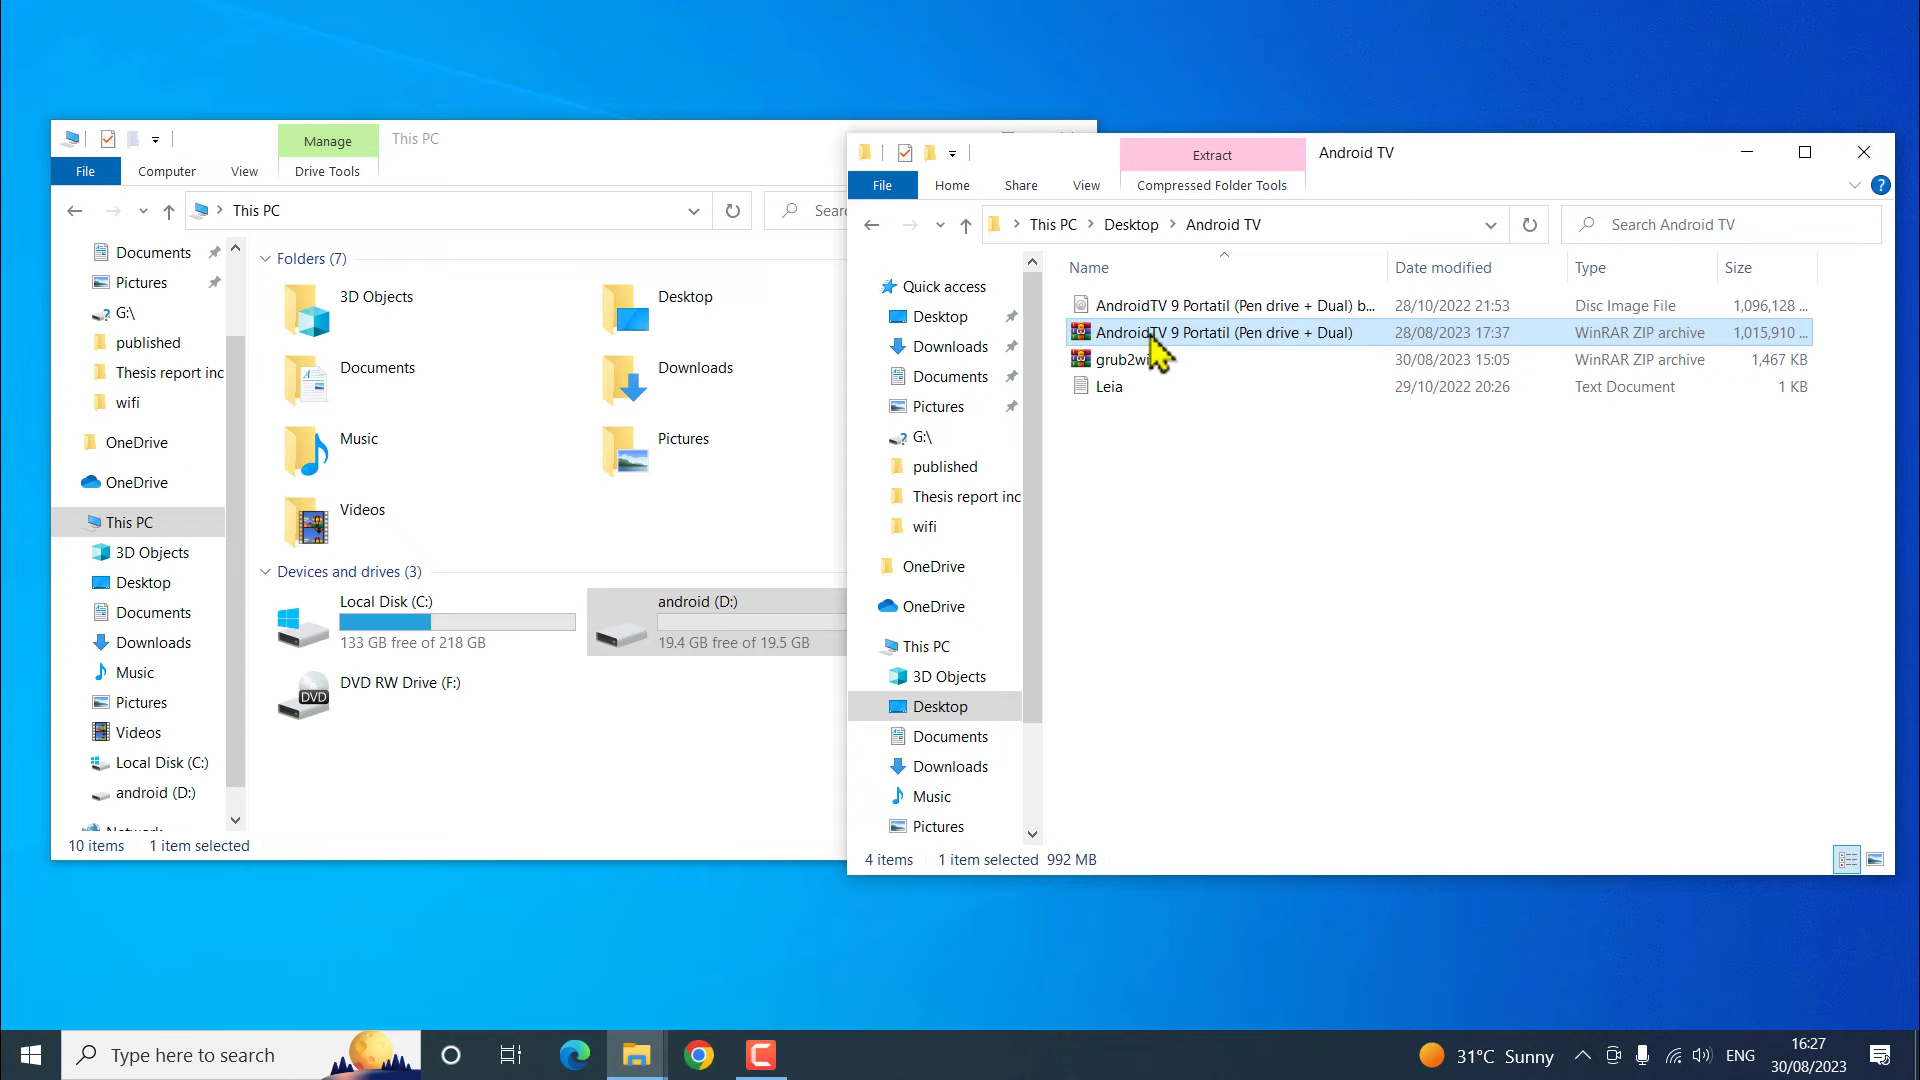 Manage
This PC
File
Computer
View
Drive Tools
This PC
Sear
Documents
Pictures
G:\
published
Thesis report inc
wifi
OneDrive
OneDrive
This PC
3D Objects
Desktop
Documents
Downloads
Music
Pictures
Videos
Local Disk (C:)
android (D:)
Folders (7)
3D Objects
Desktop
Documents
Downloads
Music
Pictures
Videos
Devices and drives (3)
Local Disk (C:)
133 GB free of 218 GB
android (D:)
19.4 GB free of 19.5 GB
DVD RW Drive (F:)
DVD
10 items
1 item selected
Extract
Android TV
File
Home
Share
View
Compressed Folder Tools
?
This PC
Desktop
Android TV
Search Android TV
Quick access
Desktop
Downloads
Documents
Pictures
G:\
published
Thesis report inc
wifi
OneDrive
OneDrive
This PC
3D Objects
Desktop
Documents
Downloads
Music
Pictures
Name
Date modified
Type
Size
AndroidTV 9 Portatil (Pen drive + Dual) b... 28/10/2022 21:53 Disc Image File 1,096,128 ...
AndroidTV 9 Portatil (Pen drive + Dual) 28/08/2023 17:37 WinRAR ZIP archive 1,015,910 ...
grub2wi 30/08/2023 15:05 WinRAR ZIP archive 1,467 KB
Leia 29/10/2022 20:26 Text Document 1 KB
4 items
1 item selected 992 MB
Type here to search
31°C Sunny
ENG
16:27
30/08/2023